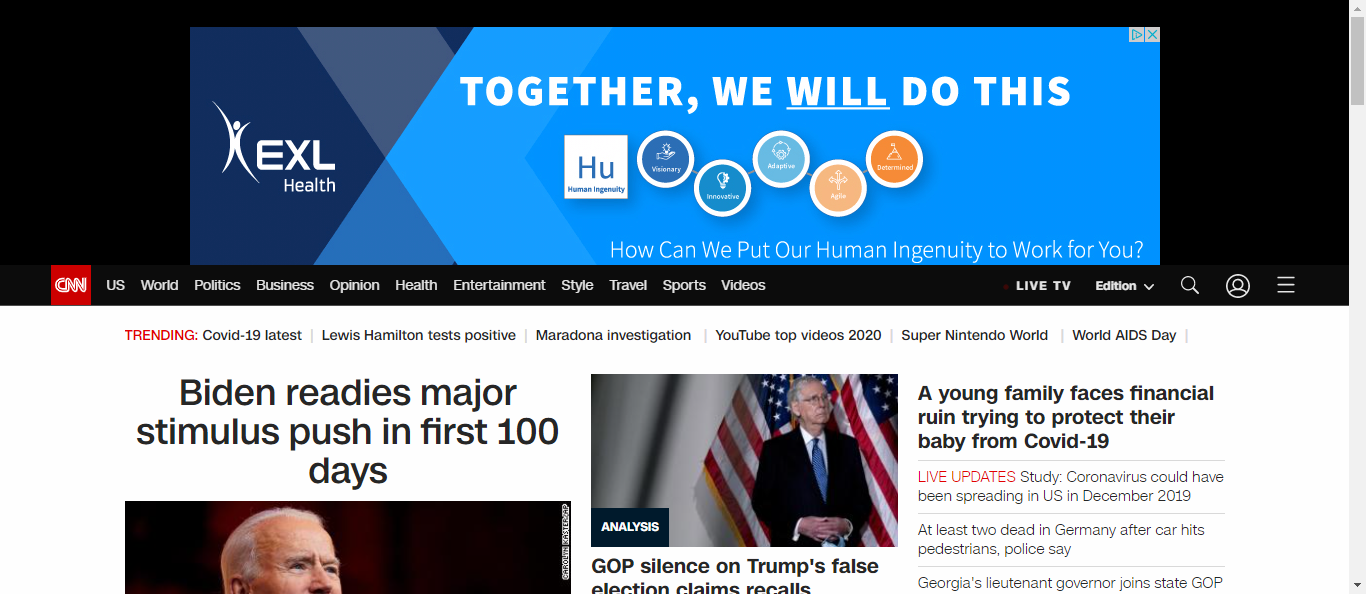 TOGETHER, WE WILL DO THIS
EXL
Health
Hu
Human Ingenuity
Visionary
Innovative
Adaptive
Agile
Determined
How Can We Put Our Human Ingenuity to Work for You?
CNN US World Politics Business Opinion Health Entertainment Style Travel Sports Videos LIVE TV Edition
TRENDING: Covid-19 latest | Lewis Hamilton tests positive | Maradona investigation | YouTube top videos 2020 | Super Nintendo World | World AIDS Day |
Biden readies major
stimulus push in first 100
days
CAROLYN KASTER/AP
ANALYSIS
GOP silence on Trump's false
election claims recalls
A young family faces financial
ruin trying to protect their
baby from Covid-19
LIVE UPDATES Study: Coronavirus could have
been spreading in US in December 2019
At least two dead in Germany after car hits
pedestrians, police say
Georgia's lieutenant governor joins state GOP